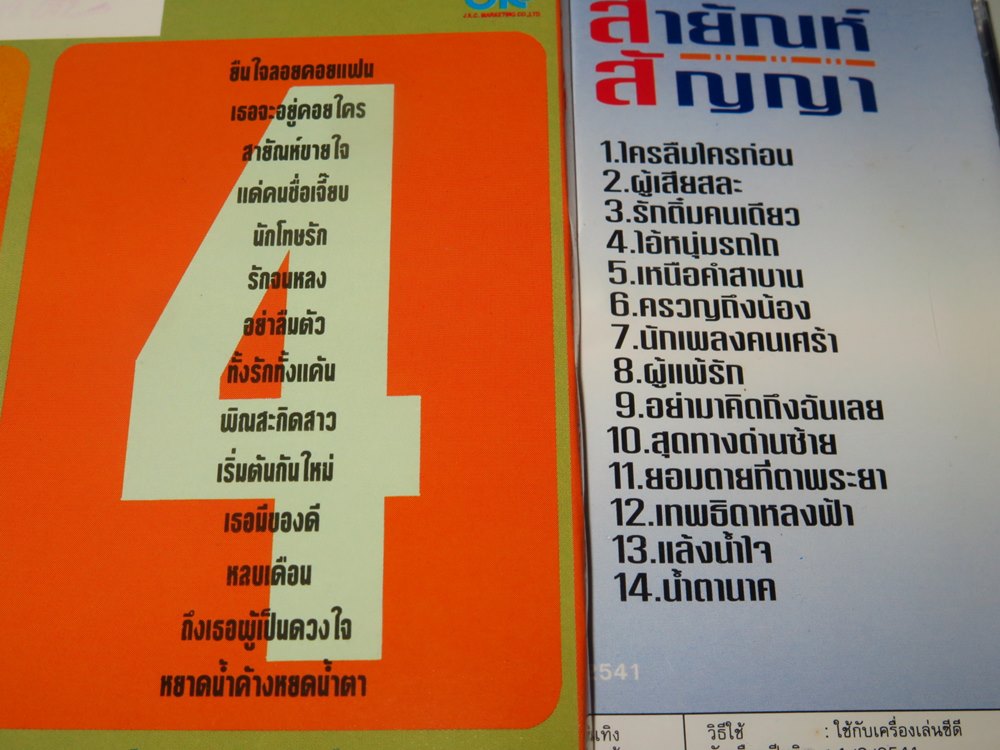 J.K.C. MARKETING CO.,LTD.
ยืนใจลอยคอยแฟน
เธอจะอยู่คอยใคร
สายัณห์ขายใจ
แด่คนชื่อเจี๊ยบ
นักโทษรัก
รักจนหลง
อย่าลืมตัว
ทั้งรักทั้งแค้น
พิณสะกิดสาว
เริ่มต้นกันใหม่
เธอมีของดี
หลบเดือน
ถึงเธอผู้เป็นดวงใจ
หยาดน้ำค้างหยดน้ำตา
4
สายัณห์
สัญญา
1.ใครลืมใครก่อน
2.ผู้เสียสละ
3.รักติ๋มคนเดียว
4.ไอ้หนุ่มรถไถ
5.เหนือคำสาบาน
6.ครวญถึงน้อง
7.นักเพลงคนเศร้า
8.ผู้แพ้รัก
9.อย่ามาคิดถึงฉันเลย
10.สุดทางด่านซ้าย
11.ยอมตายที่ตาพระยา
12.เทพธิดาหลงฟ้า
13.แล้งน้ำใจ
14.น้ำตานาค
2541
วิธีใช้ : ใช้กับเครื่องเล่นซีดี